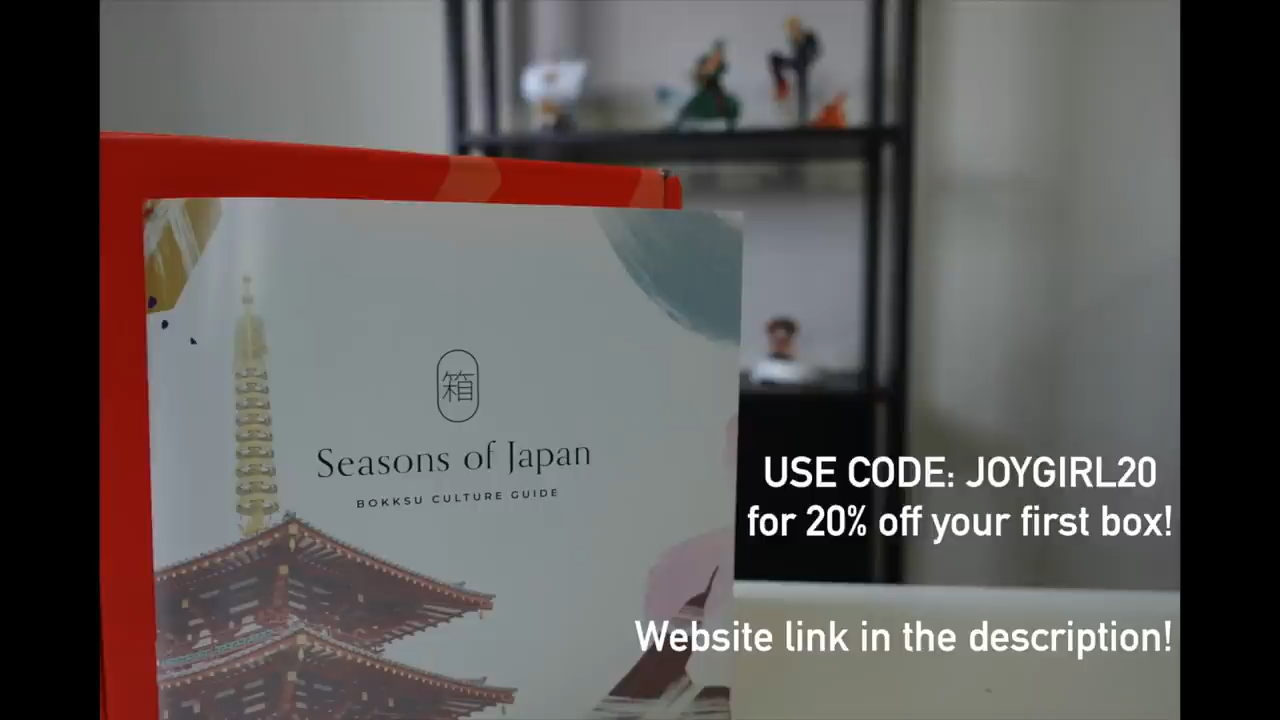 箱
Seasons of Japan
BOKKSU CULTURE GUIDE
USE CODE: JOYGIRL20
for 20% off your first box!
Website link in the description!